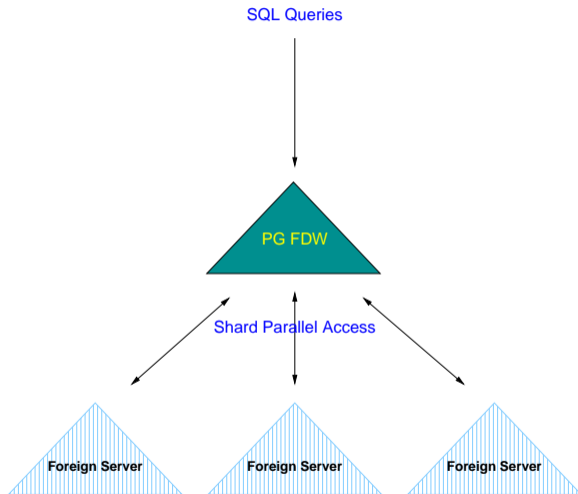 SQL Queries
PG FDW
Shard Parallel Access
Foreign Server
Foreign Server
Foreign Server